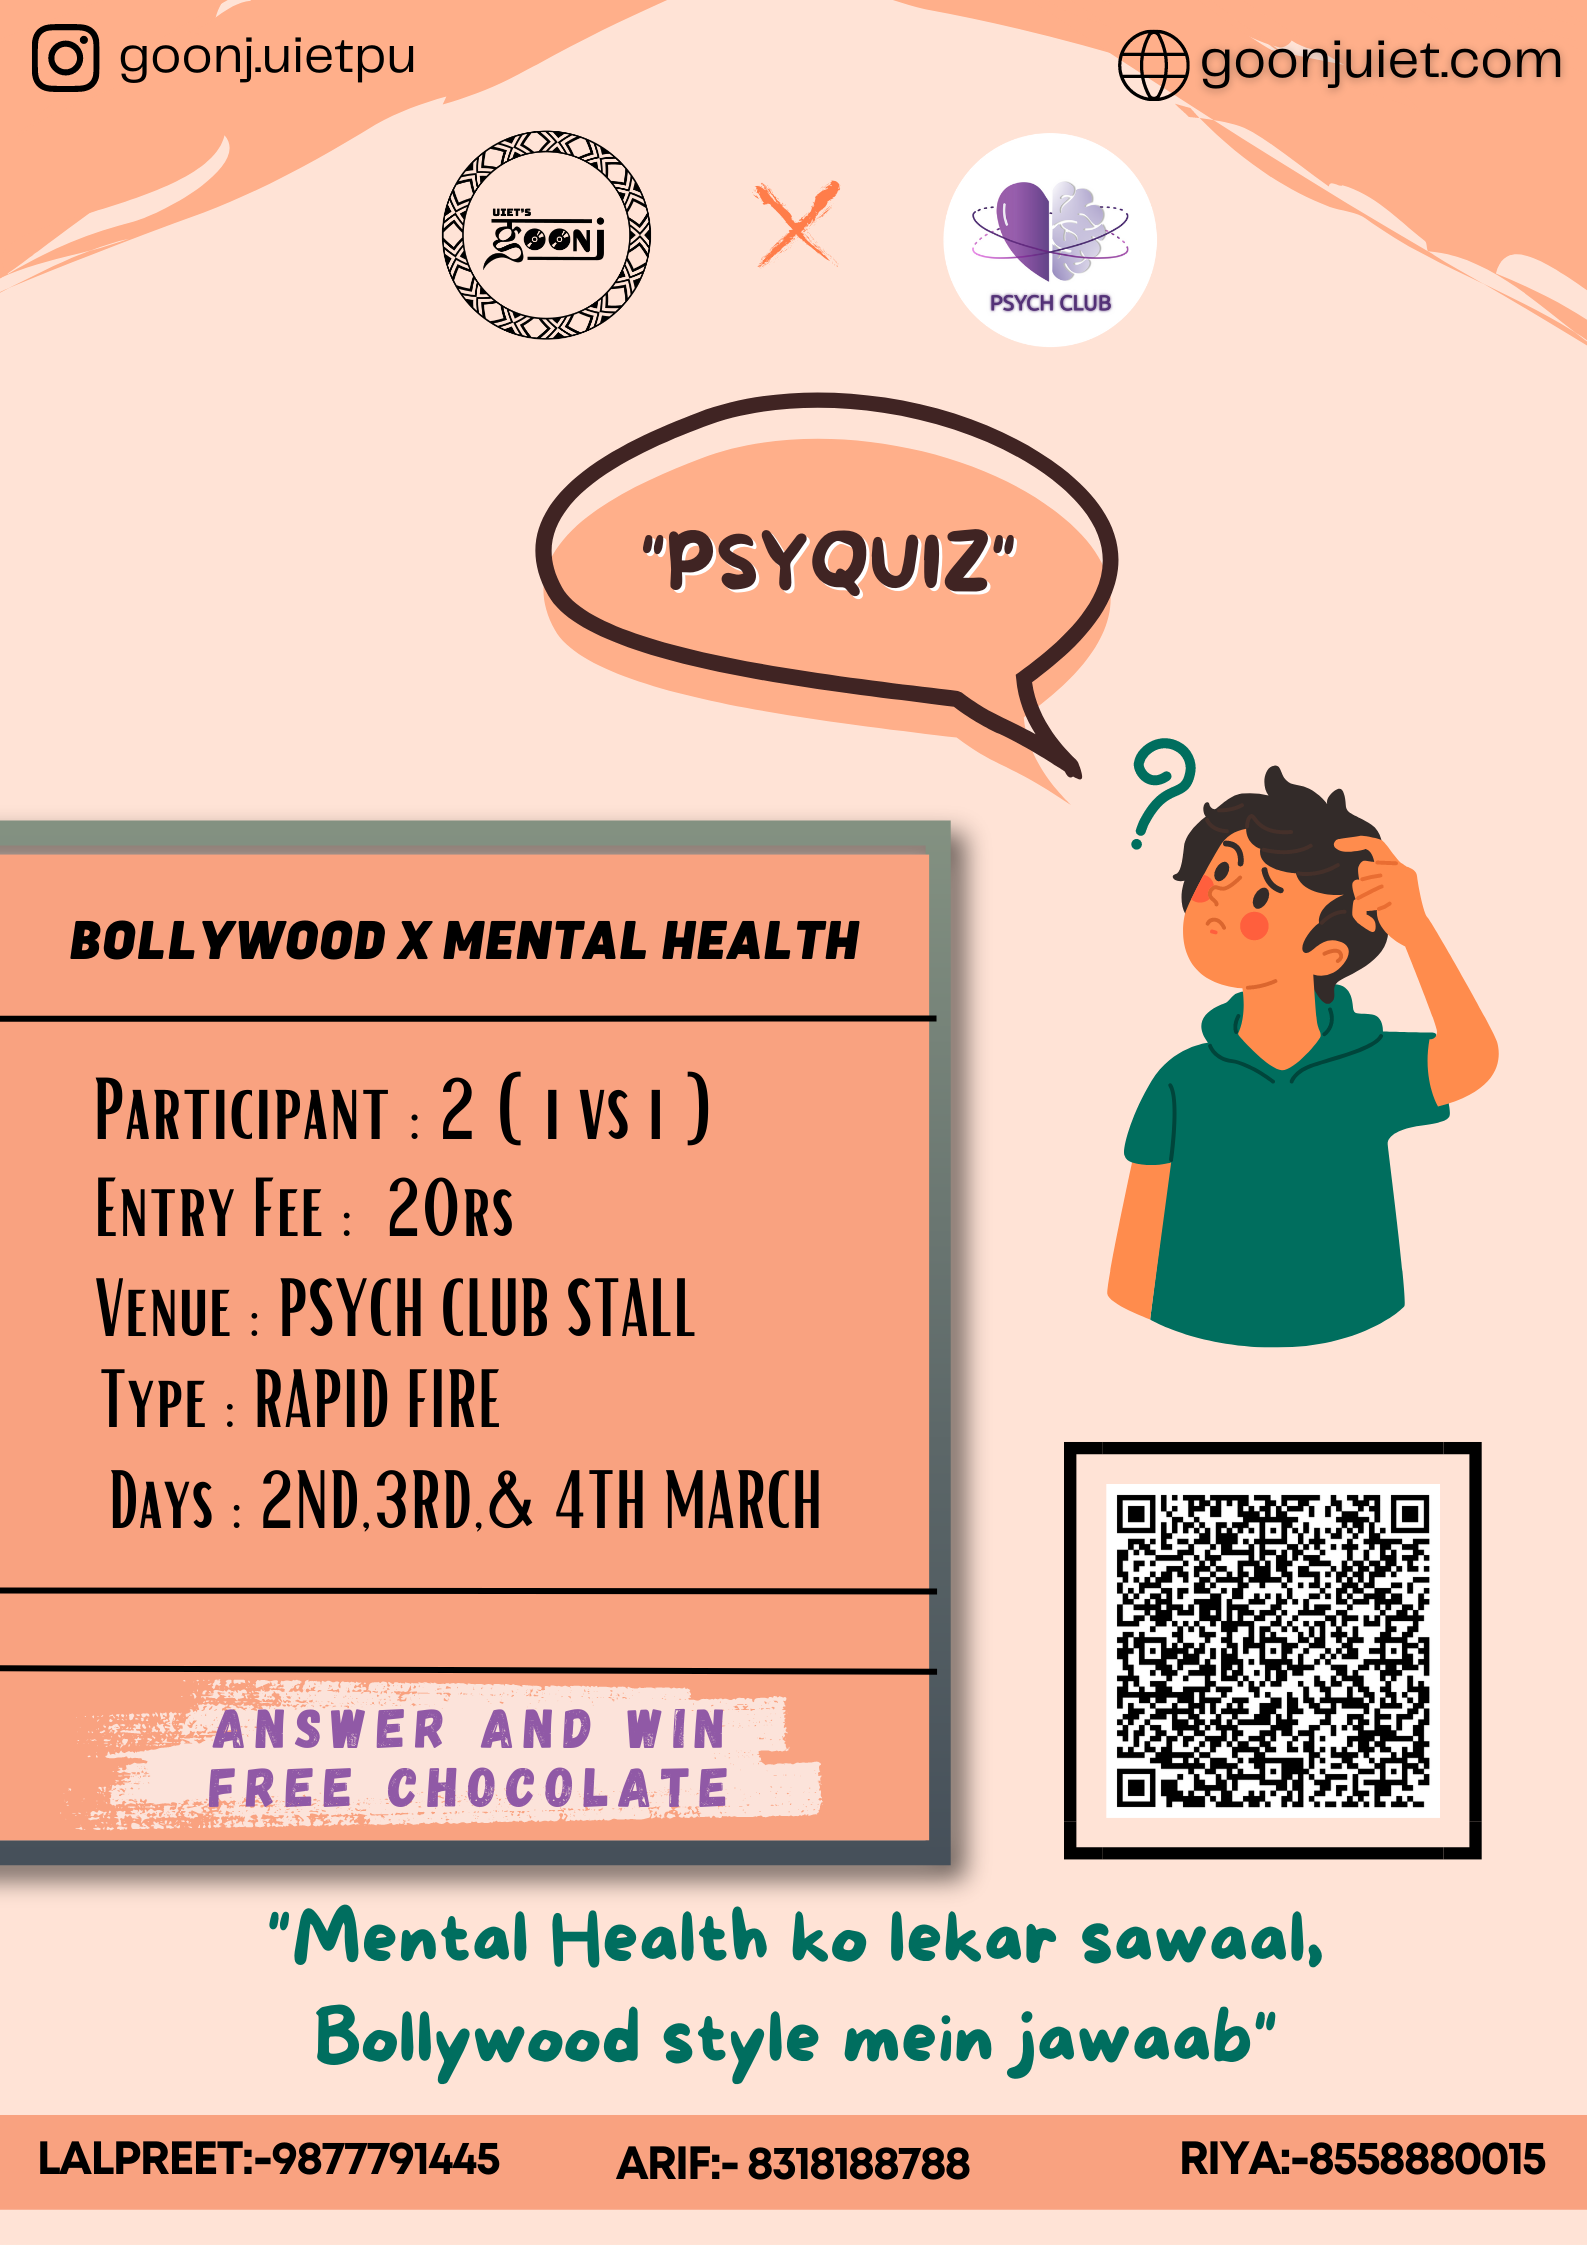 goonj.uietpu
goonjuiet.com
UIET'S
goonj
PSYCH CLUB
"PSYQUIZ"
BOLLYWOOD X MENTAL HEALTH
PARTICIPANT : 2 ( 1 VS 1 )
ENTRY FEE : 20RS
VENUE : PSYCH CLUB STALL
TYPE : RAPID FIRE
DAYS : 2ND,3RD,& 4TH MARCH
ANSWER AND WIN
FREE CHOCOLATE
"Mental Health ko lekar sawaal,
Bollywood style mein jawaab"
LALPREET:-9877791445
ARIF:- 8318188788
RIYA:-8558880015